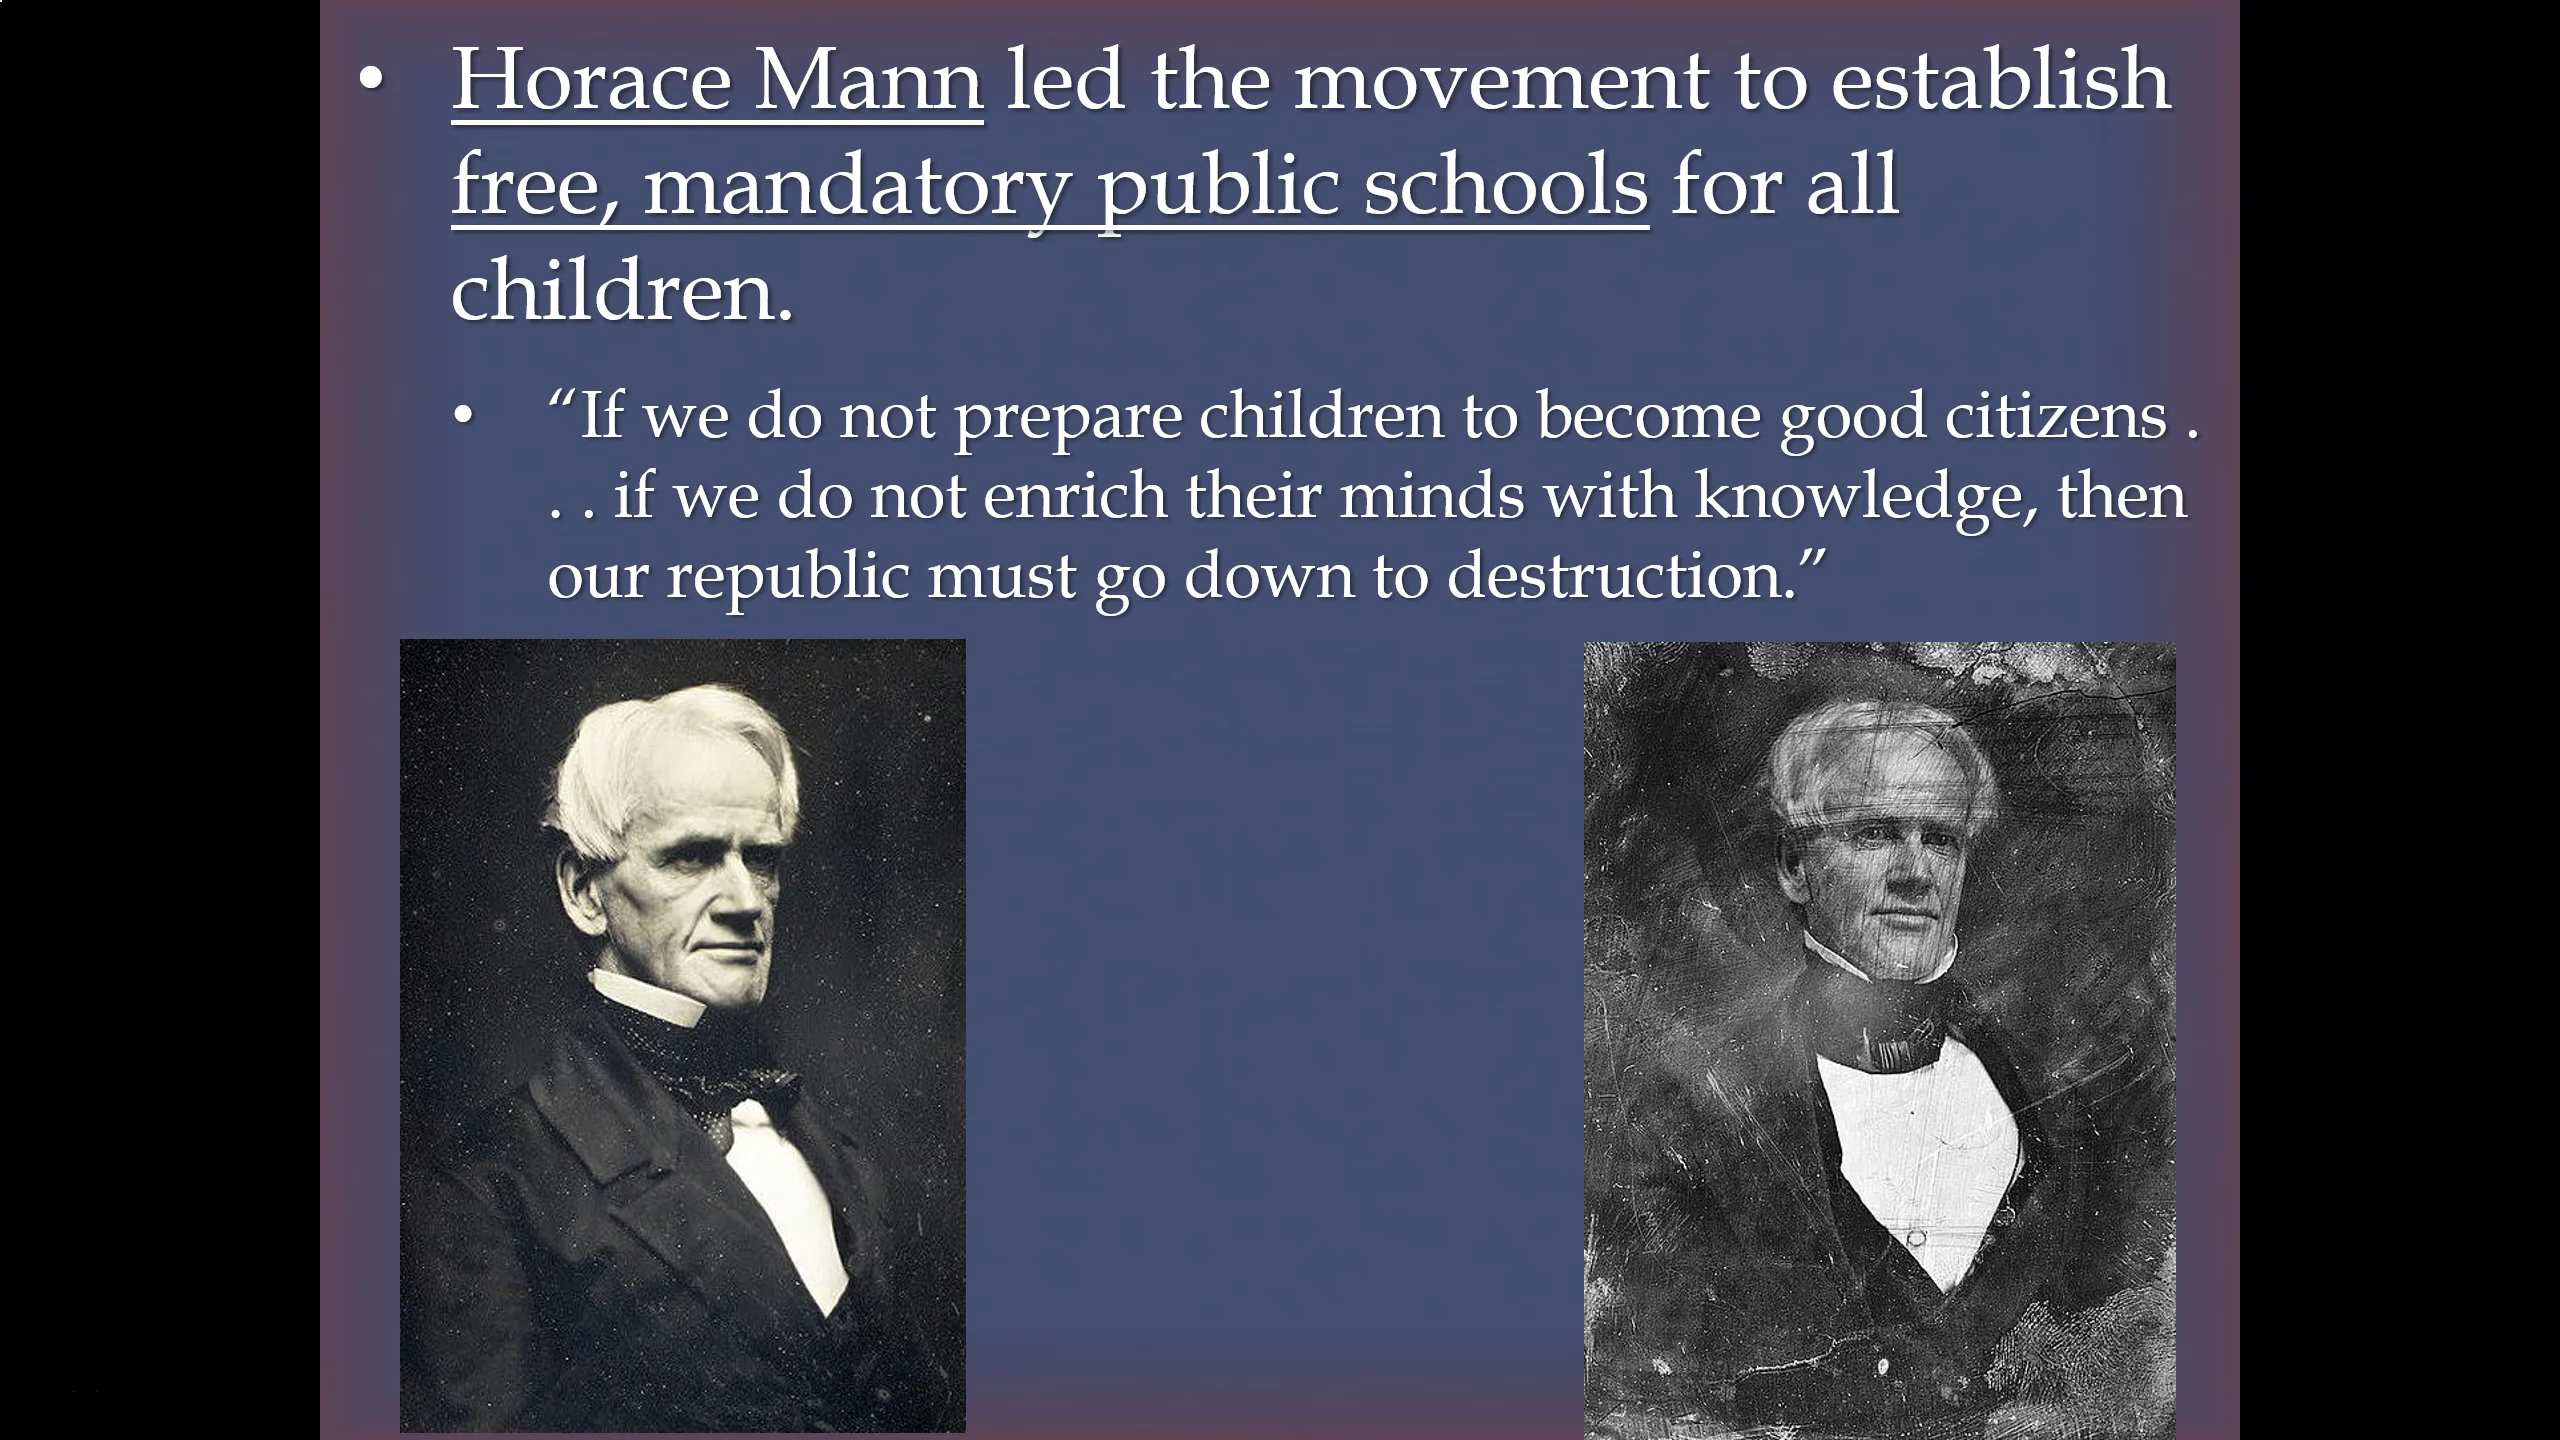 • Horace Mann led the movement to establish
free, mandatory public schools for all
children.
• “If we do not prepare children to become good citizens .
. . if we do not enrich their minds with knowledge, then
our republic must go down to destruction.”